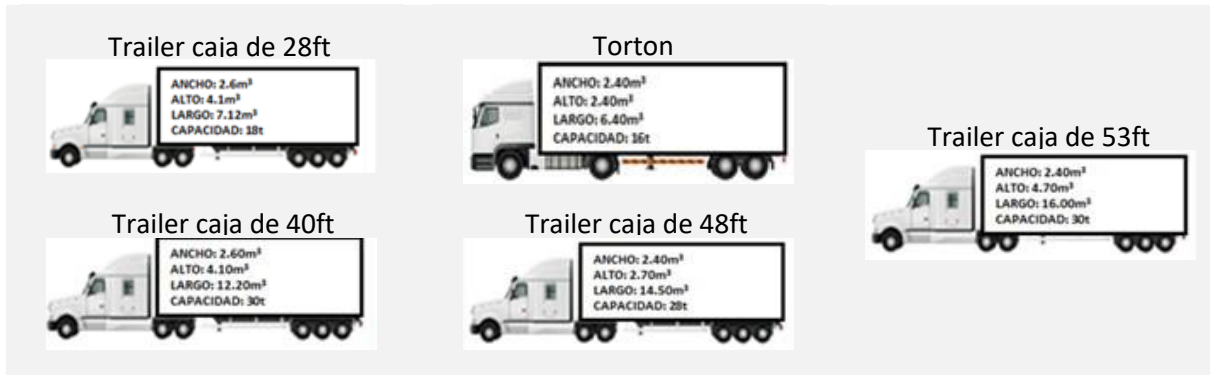 Trailer caja de 28ft
ANCHO: 2.6m³
ALTO: 4.1m³
LARGO: 7.12m³
CAPACIDAD: 18t
Torton
ANCHO: 2.40m³
ALTO: 2.40m³
LARGO: 6.40m³
CAPACIDAD: 16t
Trailer caja de 53ft
ANCHO: 2.40m³
ALTO: 4.70m³
LARGO: 16.00m³
CAPACIDAD: 30t
Trailer caja de 40ft
ANCHO: 2.60m³
ALTO: 4.10m³
LARGO: 12.20m³
CAPACIDAD: 30t
Trailer caja de 48ft
ANCHO: 2.40m³
ALTO: 2.70m³
LARGO: 14.50m³
CAPACIDAD: 28t